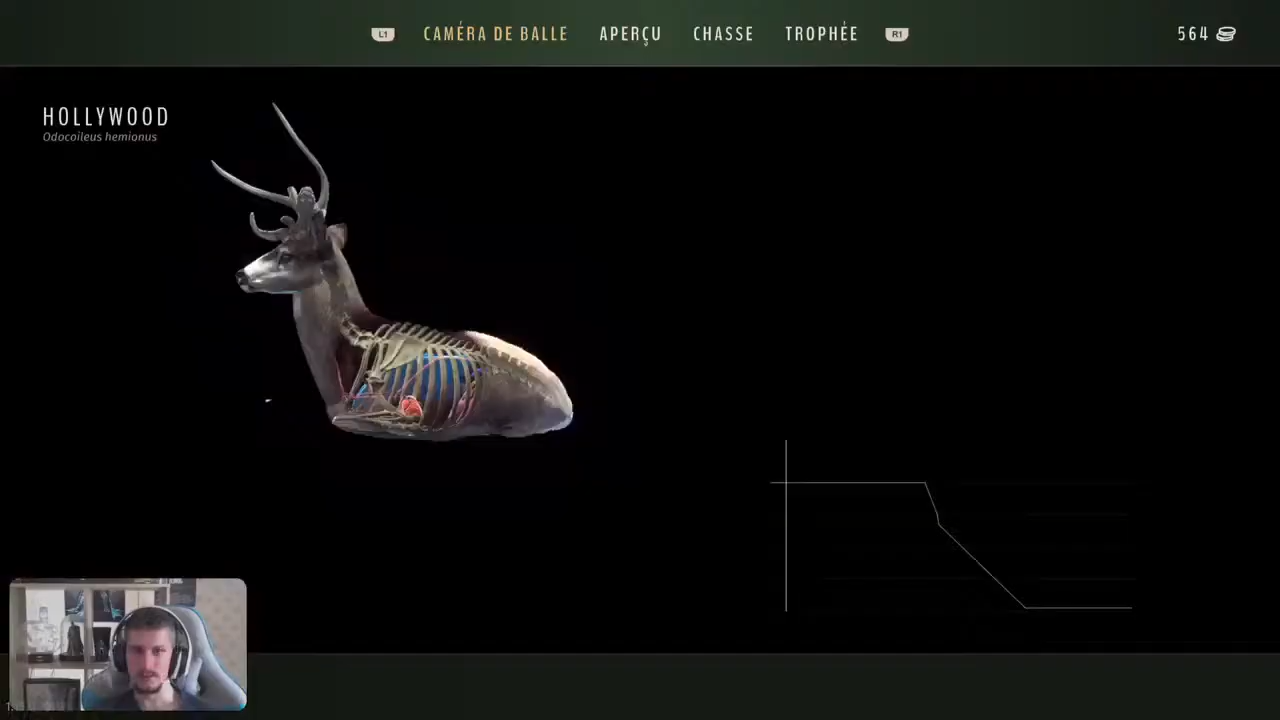 L1 CAMÉRA DE BALLE APERÇU CHASSE TROPHÉE R1 564
HOLLYWOOD
Odocoileus hemionus